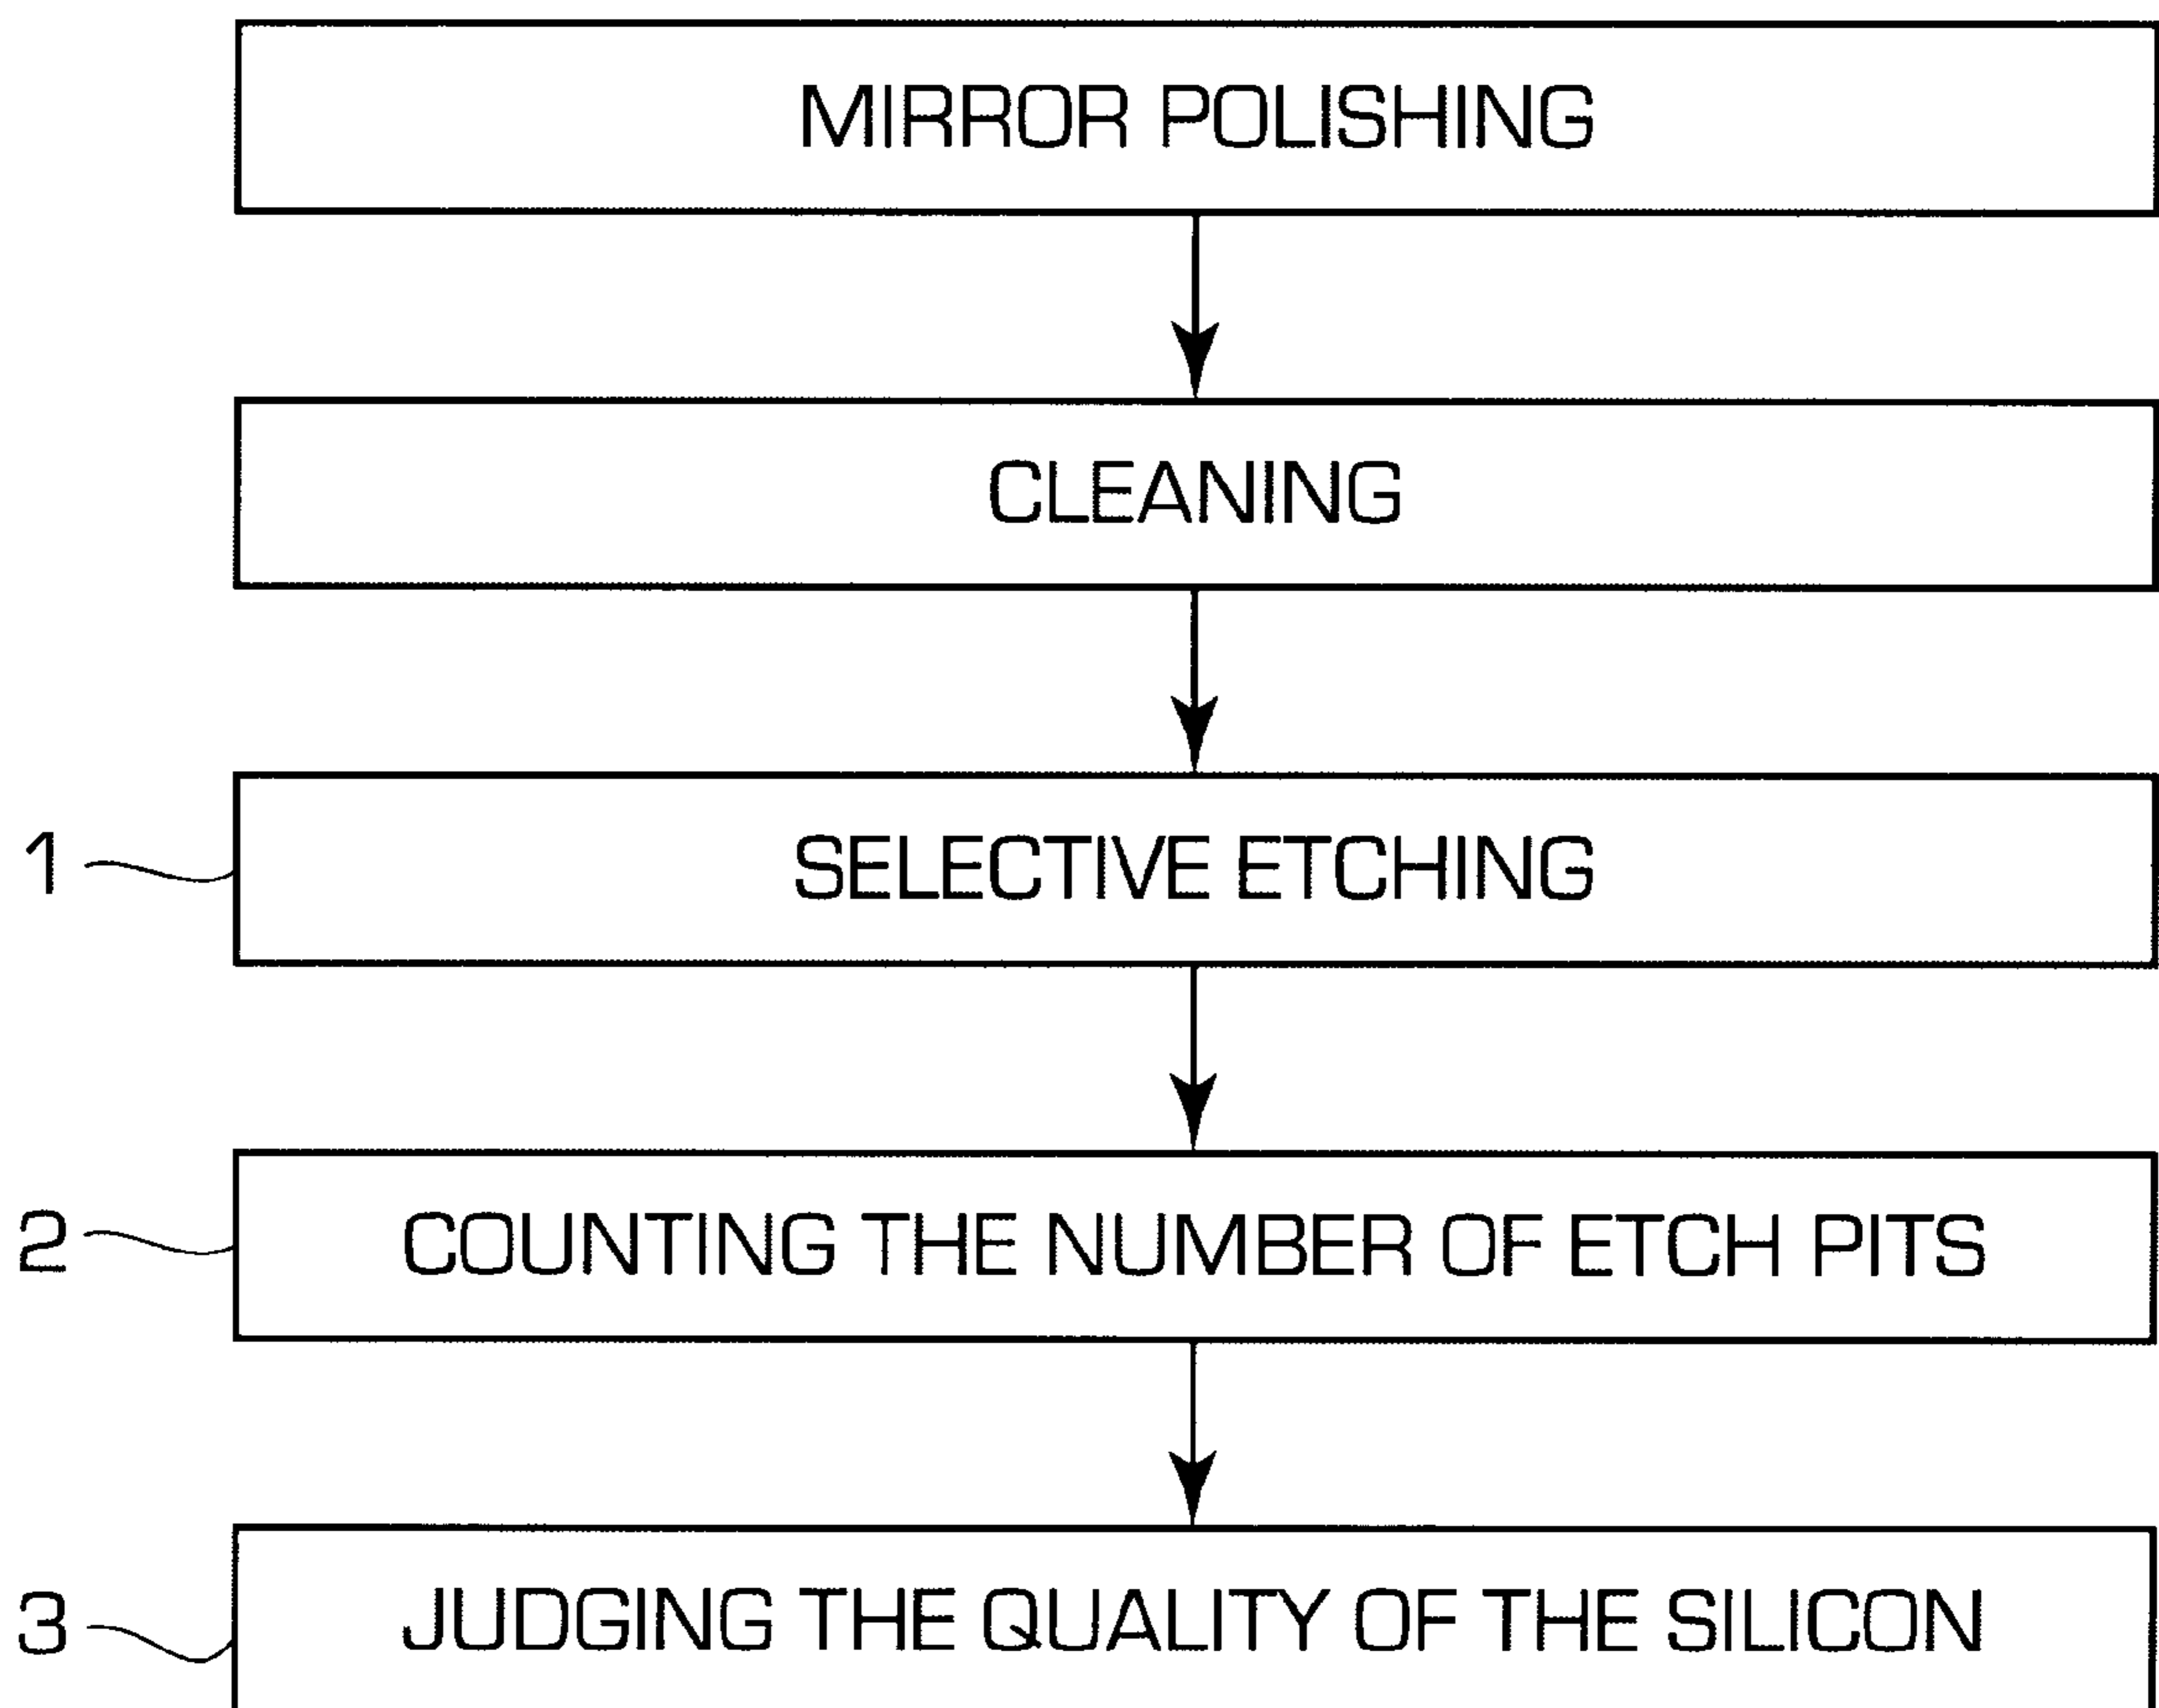 MIRROR POLISHING
CLEANING
1
SELECTIVE ETCHING
2
COUNTING THE NUMBER OF ETCH PITS
3
JUDGING THE QUALITY OF THE SILICON